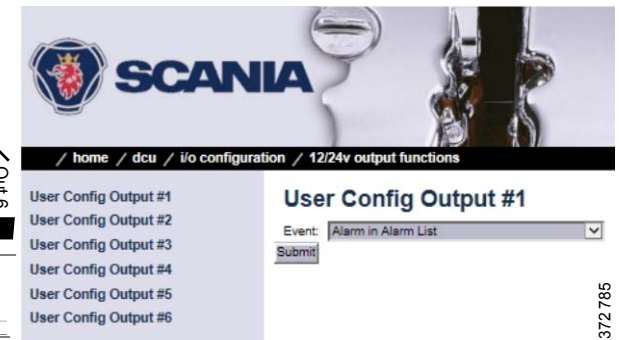 SCANIA
/ home / dcu / i/o configuration / 12/24v output functions
User Config Output #1
User Config Output #2
User Config Output #3
User Config Output #4
User Config Output #5
User Config Output #6
User Config Output #1
Event: Alarm in Alarm List
Submit
372 785